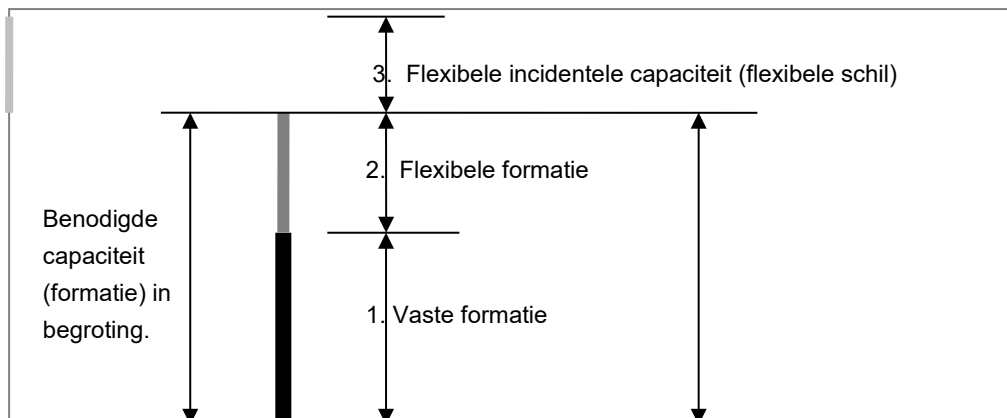 3. Flexibele incidentele capaciteit (flexibele schil)
2. Flexibele formatie
Benodigde
capaciteit
(formatie) in
begroting.
1. Vaste formatie